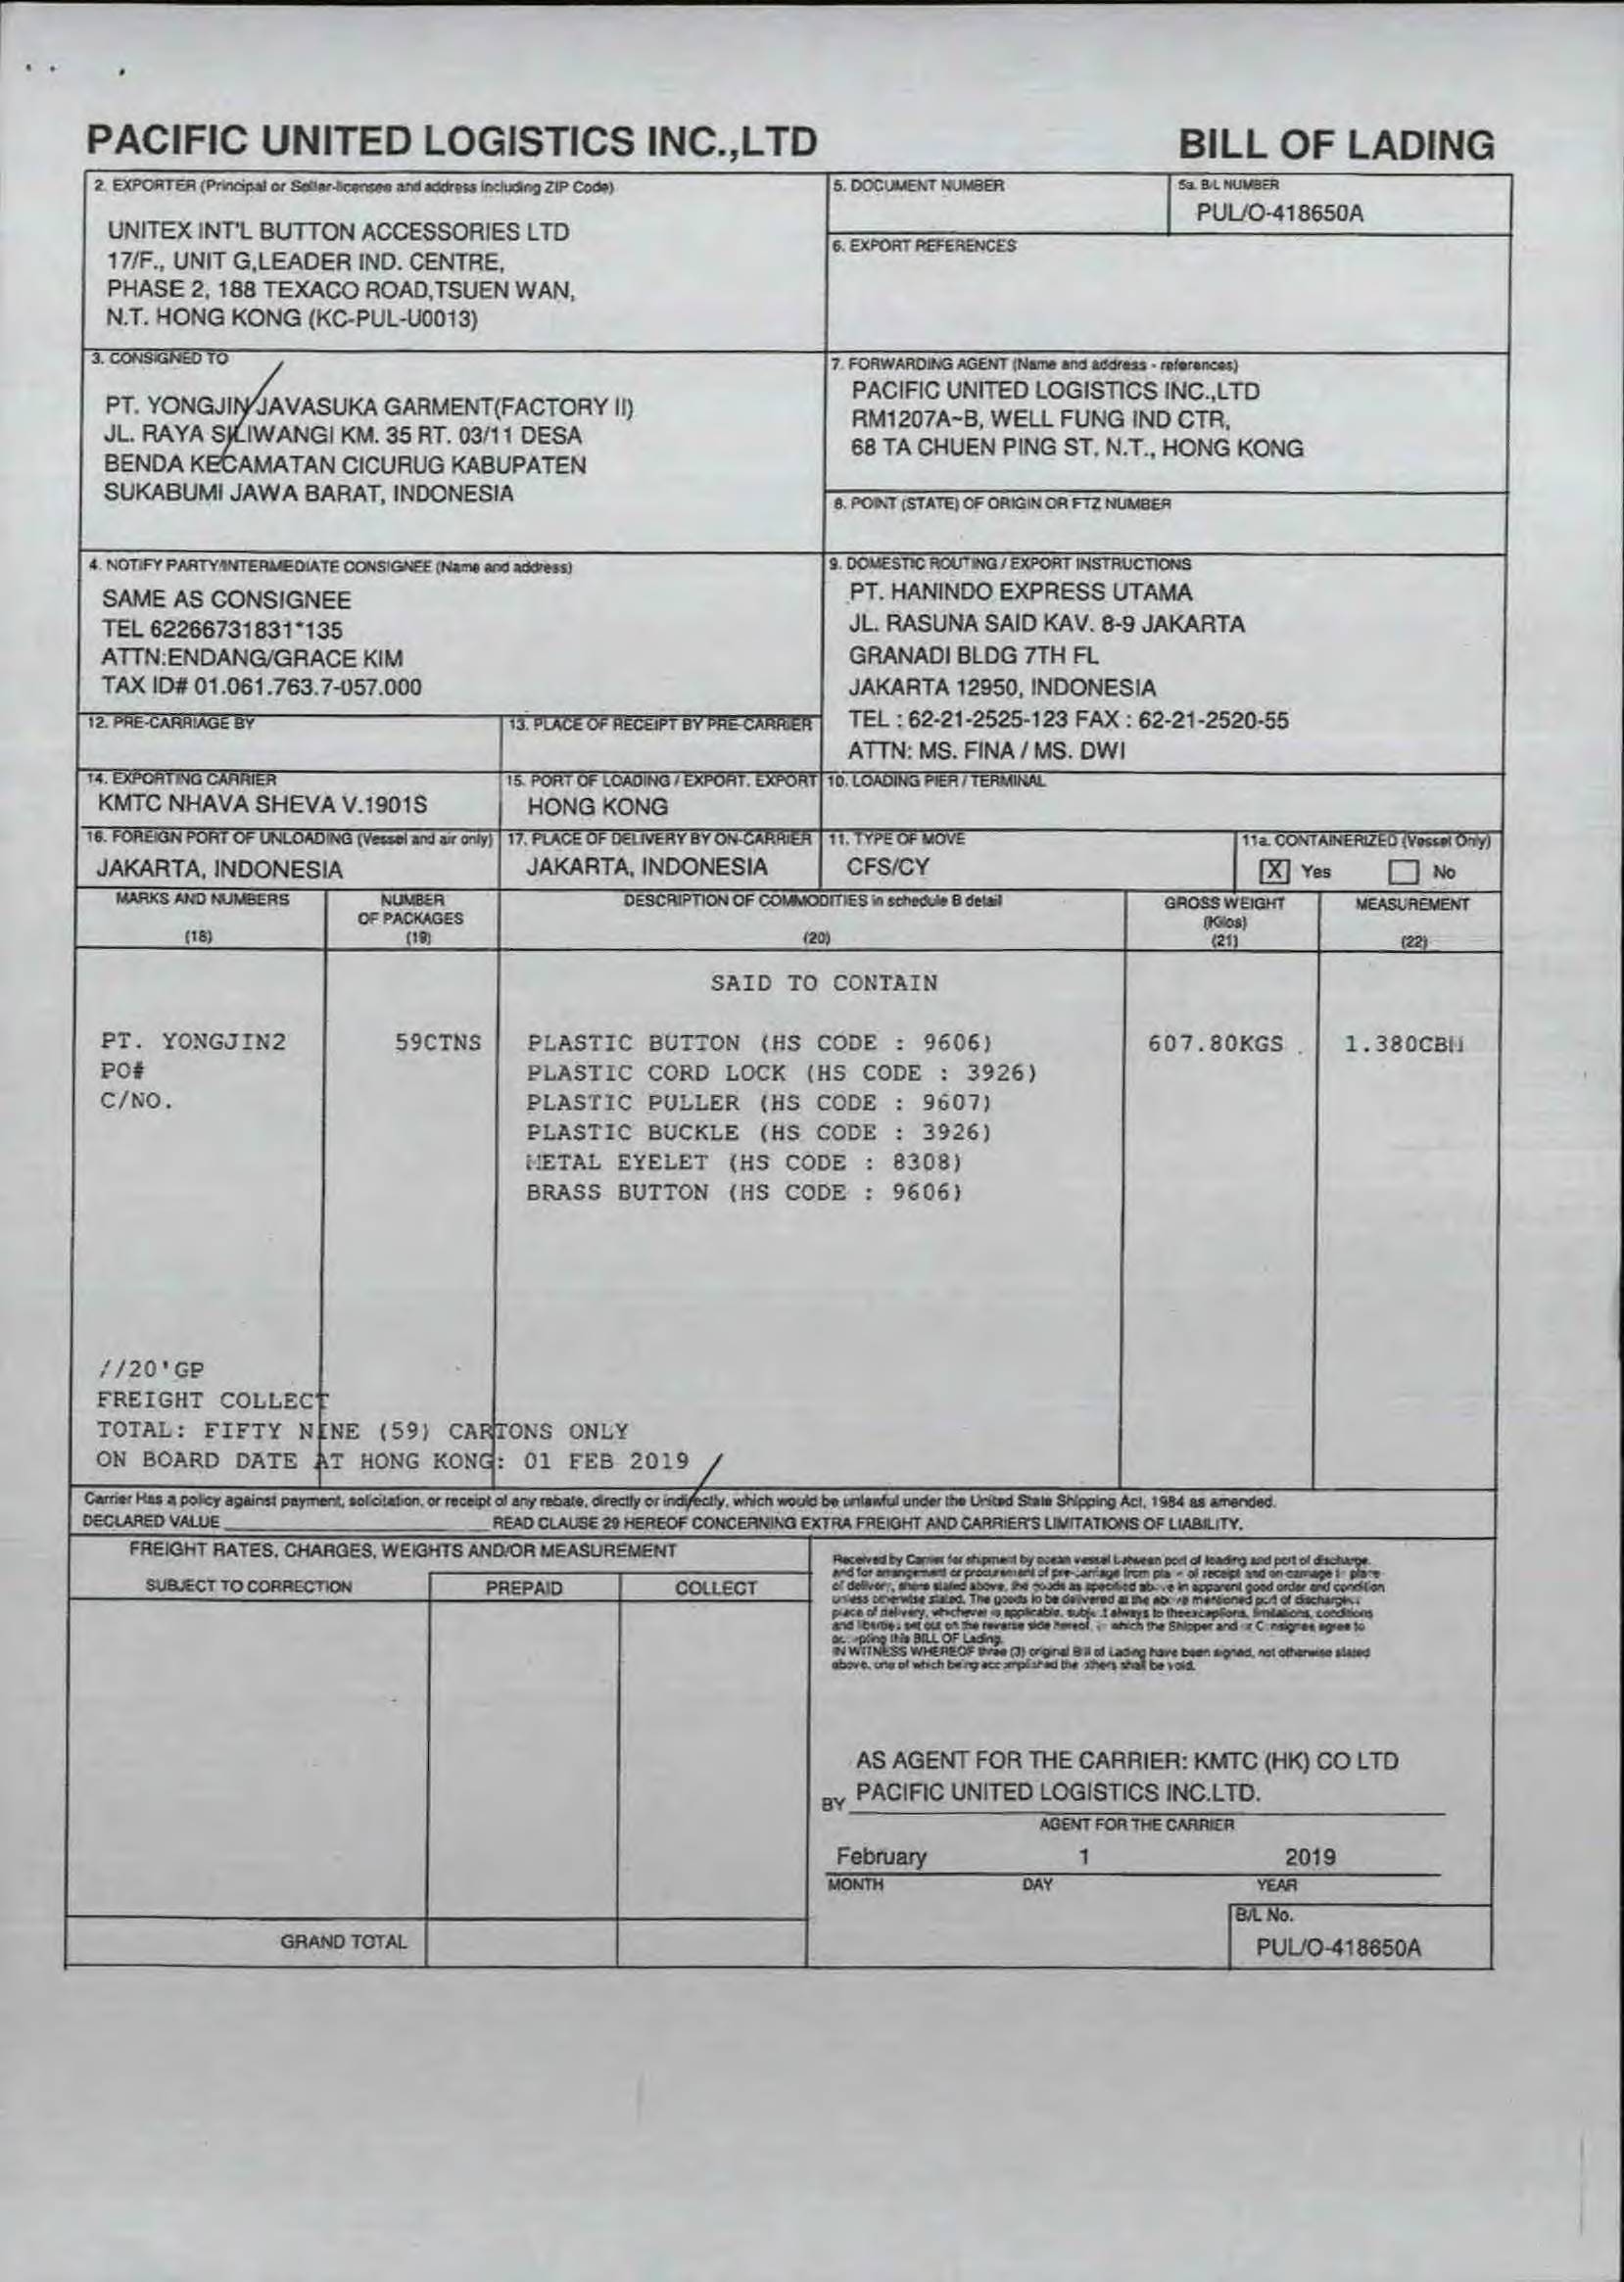 PACIFIC UNITED LOGISTICS INC.,LTD
BILL OF LADING
2. EXPORTER (Principal or Seller-licensee and address including ZIP Code)
UNITEX INT'L BUTTON ACCESSORIES LTD
17/F., UNIT G,LEADER IND. CENTRE,
PHASE 2, 188 TEXACO ROAD,TSUEN WAN,
N.T. HONG KONG (KC-PUL-U0013)
5. DOCUMENT NUMBER
5a. B/L NUMBER
PUL/O-418650A
6. EXPORT REFERENCES
3. CONSIGNED TO
PT. YONGJIN JAVASUKA GARMENT(FACTORY II)
JL. RAYA SILIWANGI KM. 35 RT. 03/11 DESA
BENDA KECAMATAN CICURUG KABUPATEN
SUKABUMI JAWA BARAT, INDONESIA
7. FORWARDING AGENT (Name and address - references)
PACIFIC UNITED LOGISTICS INC.,LTD
RM1207A~B, WELL FUNG IND CTR,
68 TA CHUEN PING ST, N.T., HONG KONG
8. POINT (STATE) OF ORIGIN OR FTZ NUMBER
4. NOTIFY PARTY/INTERMEDIATE CONSIGNEE (Name and address)
SAME AS CONSIGNEE
TEL 62266731831*135
ATTN:ENDANG/GRACE KIM
TAX ID# 01.061.763.7-057.000
9. DOMESTIC ROUTING / EXPORT INSTRUCTIONS
PT. HANINDO EXPRESS UTAMA
JL. RASUNA SAID KAV. 8-9 JAKARTA
GRANADI BLDG 7TH FL
JAKARTA 12950, INDONESIA
TEL : 62-21-2525-123 FAX : 62-21-2520-55
ATTN: MS. FINA / MS. DWI
12. PRE-CARRIAGE BY
13. PLACE OF RECEIPT BY PRE-CARRIER
14. EXPORTING CARRIER
KMTC NHAVA SHEVA V.1901S
15. PORT OF LOADING / EXPORT. EXPORT
HONG KONG
10. LOADING PIER / TERMINAL
16. FOREIGN PORT OF UNLOADING (Vessel and air only)
JAKARTA, INDONESIA
17. PLACE OF DELIVERY BY ON-CARRIER
JAKARTA, INDONESIA
11. TYPE OF MOVE
CFS/CY
11a. CONTAINERIZED (Vessel Only)
X Yes No
MARKS AND NUMBERS
(18)
NUMBER
OF PACKAGES
(19)
DESCRIPTION OF COMMODITIES in schedule B detail
(20)
GROSS WEIGHT
(Kilos)
(21)
MEASUREMENT
(22)
SAID TO CONTAIN
PT. YONGJIN2 59CTNS PLASTIC BUTTON (HS CODE : 9606) 607.80KGS 1.380CBM
PO# PLASTIC CORD LOCK (HS CODE : 3926)
C/NO. PLASTIC PULLER (HS CODE : 9607)
PLASTIC BUCKLE (HS CODE : 3926)
METAL EYELET (HS CODE : 8308)
BRASS BUTTON (HS CODE : 9606)
//20'GP
FREIGHT COLLECT
TOTAL: FIFTY NINE (59) CARTONS ONLY
ON BOARD DATE AT HONG KONG: 01 FEB 2019
Carrier Has a policy against payment, solicitation, or receipt of any rebate, directly or indirectly, which would be unlawful under the United State Shipping Act, 1984 as amended.
DECLARED VALUE READ CLAUSE 29 HEREOF CONCERNING EXTRA FREIGHT AND CARRIER'S LIMITATIONS OF LIABILITY.
FREIGHT RATES, CHARGES, WEIGHTS AND/OR MEASUREMENT
SUBJECT TO CORRECTION PREPAID COLLECT
GRAND TOTAL
Received by Carrier for shipment by ocean vessel between port of loading and port of discharge,
and for arrangement or procurement of pre-carriage from place of receipt and on carriage to place
of delivery, where stated above, the goods as specified above in apparent good order and condition
unless otherwise stated. The goods to be delivered at the above mentioned port of discharge
place of delivery, whichever is applicable, subject always to theexceptions, limitations, conditions
and liberties set out on the reverse side hereof, which the Shipper and or Consignee agree to
accepting this BILL OF Lading.
IN WITNESS WHEREOF three (3) original Bill of Lading have been signed, not otherwise stated
above, one of which being accomplished the others shall be void.
AS AGENT FOR THE CARRIER: KMTC (HK) CO LTD
BY PACIFIC UNITED LOGISTICS INC.LTD.
AGENT FOR THE CARRIER
February 1 2019
MONTH DAY YEAR
B/L No.
PUL/O-418650A